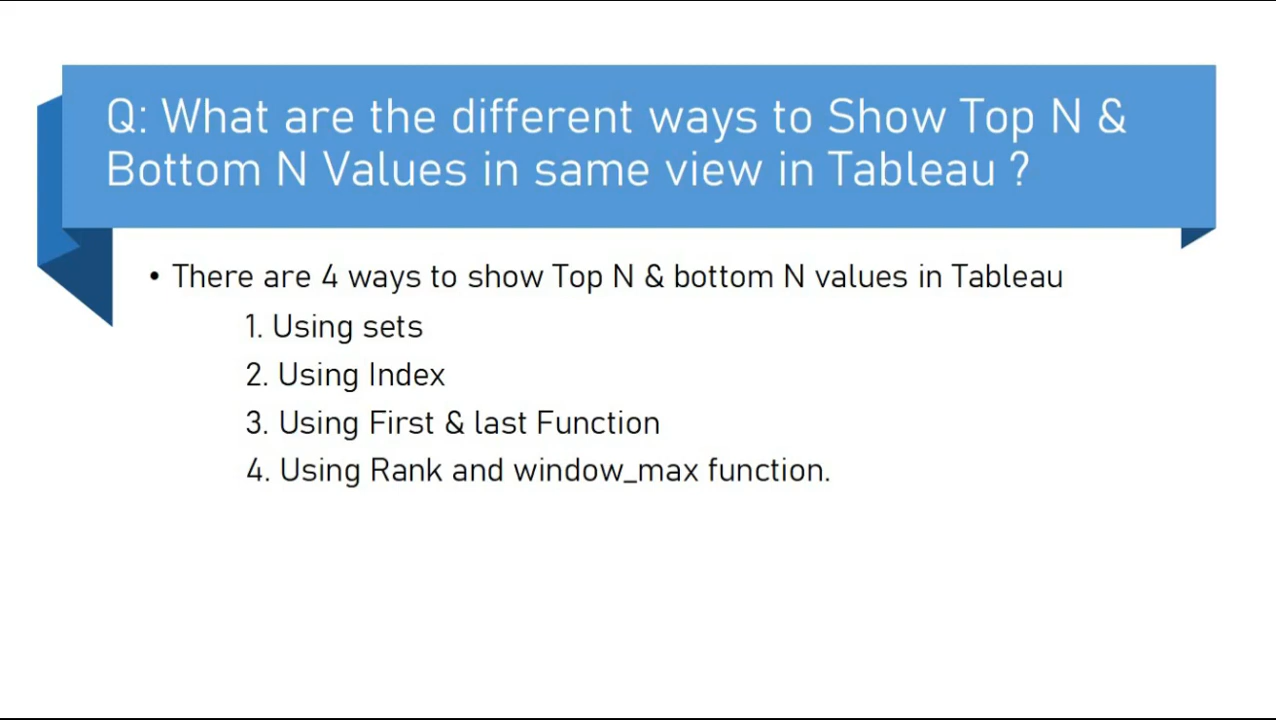 Q: What are the different ways to Show Top N &
Bottom N Values in same view in Tableau ?
• There are 4 ways to show Top N & bottom N values in Tableau
1. Using sets
2. Using Index
3. Using First & last Function
4. Using Rank and window_max function.